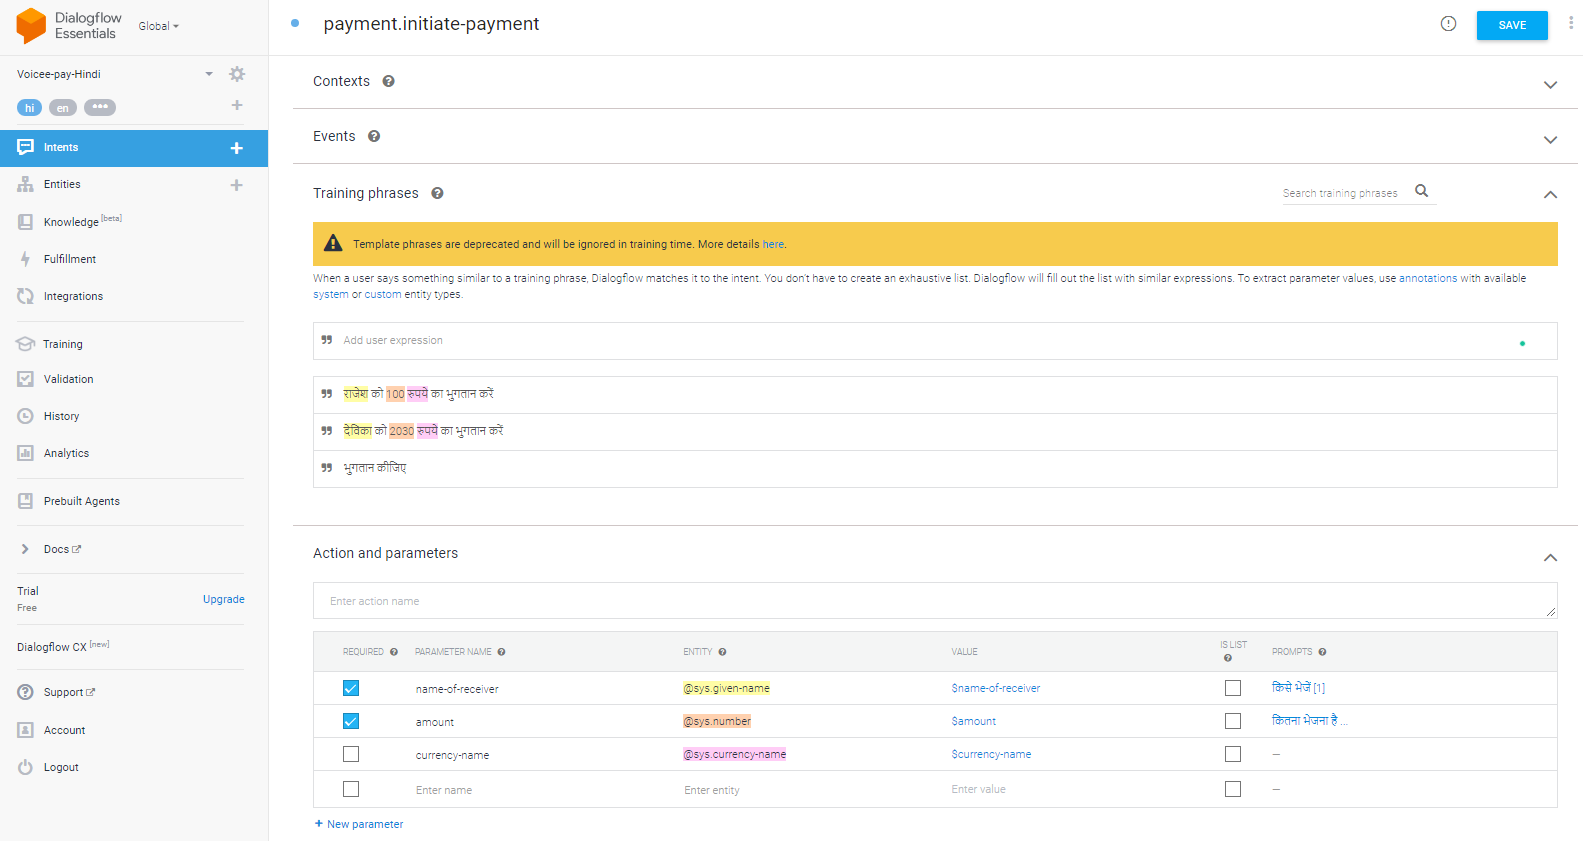 Dialogflow
Essentials
Global
payment.initiate-payment
SAVE
Voicee-pay-Hindi
hi
en
Intents
Entities
Knowledge [beta]
Fulfillment
Integrations
Training
Validation
History
Analytics
Prebuilt Agents
Docs
Trial
Free
Upgrade
Dialogflow CX [new]
Support
Account
Logout
Contexts
Events
Training phrases
Search training phrases
Template phrases are deprecated and will be ignored in training time. More details here.
When a user says something similar to a training phrase, Dialogflow matches it to the intent. You don't have to create an exhaustive list. Dialogflow will fill out the list with similar expressions. To extract parameter values, use annotations with available
system or custom entity types.
Add user expression
राजेश को 100 रुपये का भुगतान करें
देविका को 2030 रुपये का भुगतान करें
भुगतान कीजिए
Action and parameters
Enter action name
REQUIRED PARAMETER NAME ENTITY VALUE IS LIST PROMPTS
name-of-receiver @sys.given-name $name-of-receiver किसे भेजें [1]
amount @sys.number $amount कितना भेजना है ...
currency-name @sys.currency-name $currency-name –
Enter name Enter entity Enter value –
+ New parameter